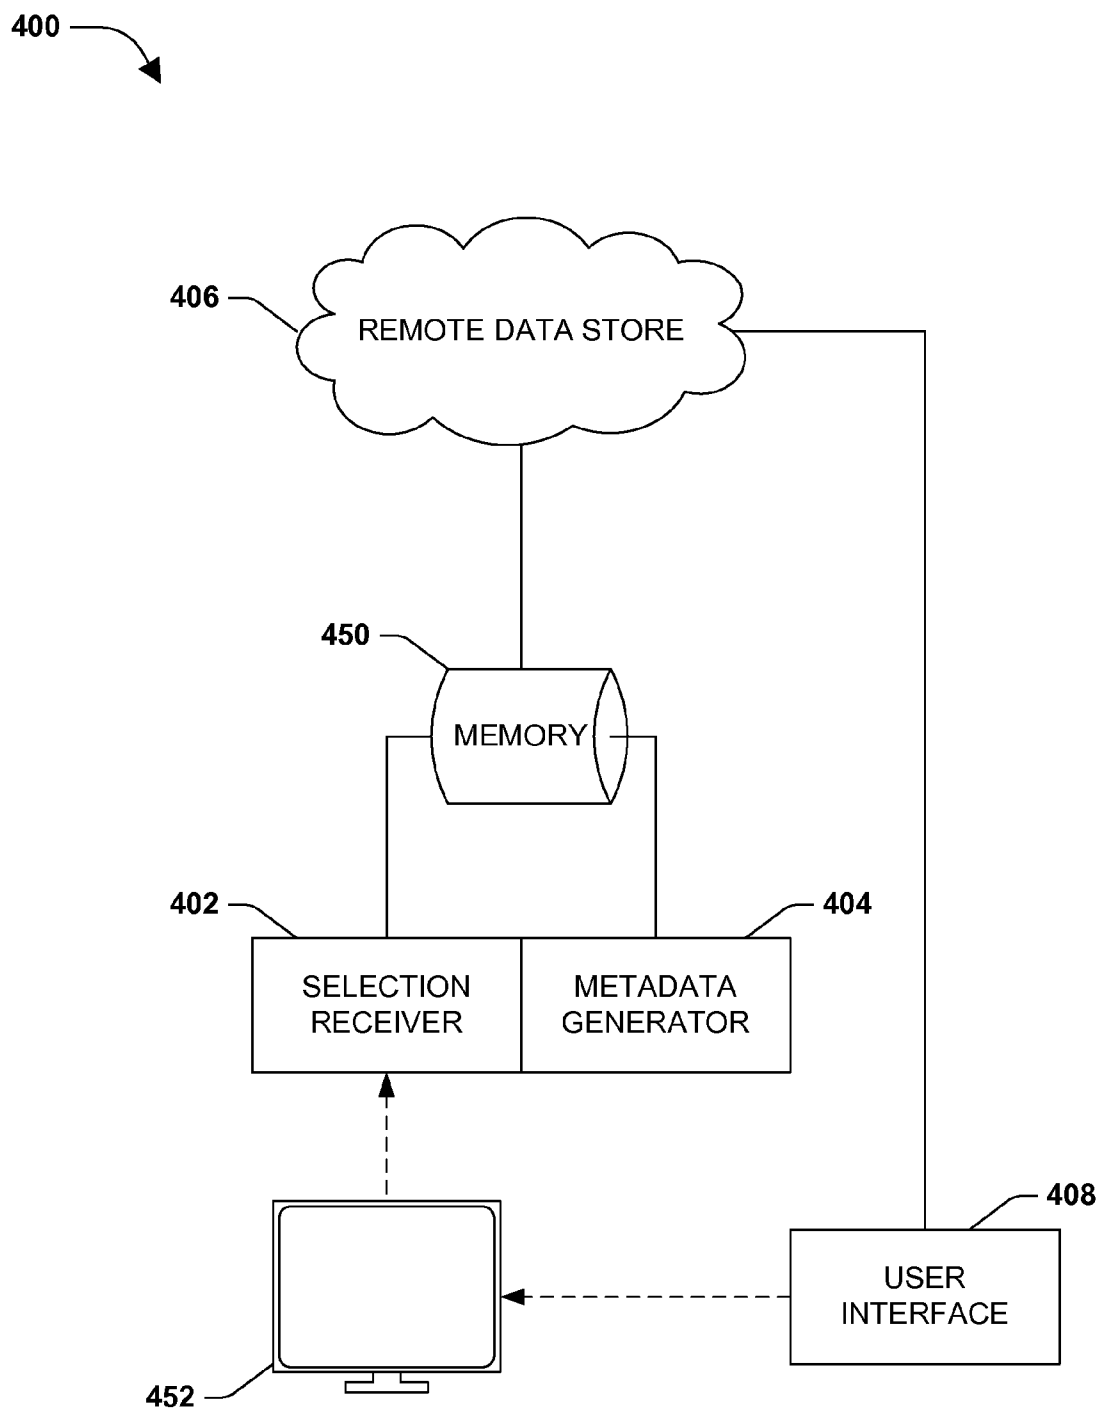 400
406
REMOTE DATA STORE
450
MEMORY
402
404
SELECTION
RECEIVER
METADATA
GENERATOR
408
USER
INTERFACE
452